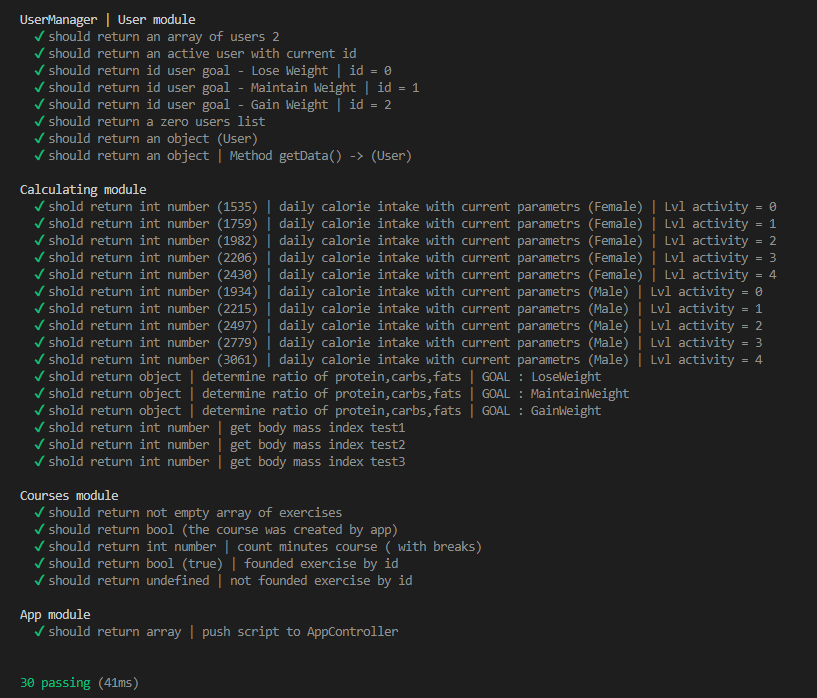 UserManager | User module
✓ should return an array of users 2
✓ should return an active user with current id
✓ should return id user goal - Lose Weight | id = 0
✓ should return id user goal - Maintain Weight | id = 1
✓ should return id user goal - Gain Weight | id = 2
✓ should return a zero users list
✓ should return an object (User)
✓ should return an object | Method getData() -> (User)
Calculating module
✓ shold return int number (1535) | daily calorie intake with current parametrs (Female) | Lvl activity = 0
✓ shold return int number (1759) | daily calorie intake with current parametrs (Female) | Lvl activity = 1
✓ shold return int number (1982) | daily calorie intake with current parametrs (Female) | Lvl activity = 2
✓ shold return int number (2206) | daily calorie intake with current parametrs (Female) | Lvl activity = 3
✓ shold return int number (2430) | daily calorie intake with current parametrs (Female) | Lvl activity = 4
✓ shold return int number (1934) | daily calorie intake with current parametrs (Male) | Lvl activity = 0
✓ shold return int number (2215) | daily calorie intake with current parametrs (Male) | Lvl activity = 1
✓ shold return int number (2497) | daily calorie intake with current parametrs (Male) | Lvl activity = 2
✓ shold return int number (2779) | daily calorie intake with current parametrs (Male) | Lvl activity = 3
✓ shold return int number (3061) | daily calorie intake with current parametrs (Male) | Lvl activity = 4
✓ shold return object | determine ratio of protein,carbs,fats | GOAL : LoseWeight
✓ shold return object | determine ratio of protein,carbs,fats | GOAL : MaintainWeight
✓ shold return object | determine ratio of protein,carbs,fats | GOAL : GainWeight
✓ shold return int number | get body mass index test1
✓ shold return int number | get body mass index test2
✓ shold return int number | get body mass index test3
Courses module
✓ should return not empty array of exercises
✓ should return bool (the course was created by app)
✓ should return int number | count minutes course ( with breaks)
✓ should return bool (true) | founded exercise by id
✓ should return undefined | not founded exercise by id
App module
✓ should return array | push script to AppController
30 passing (41ms)